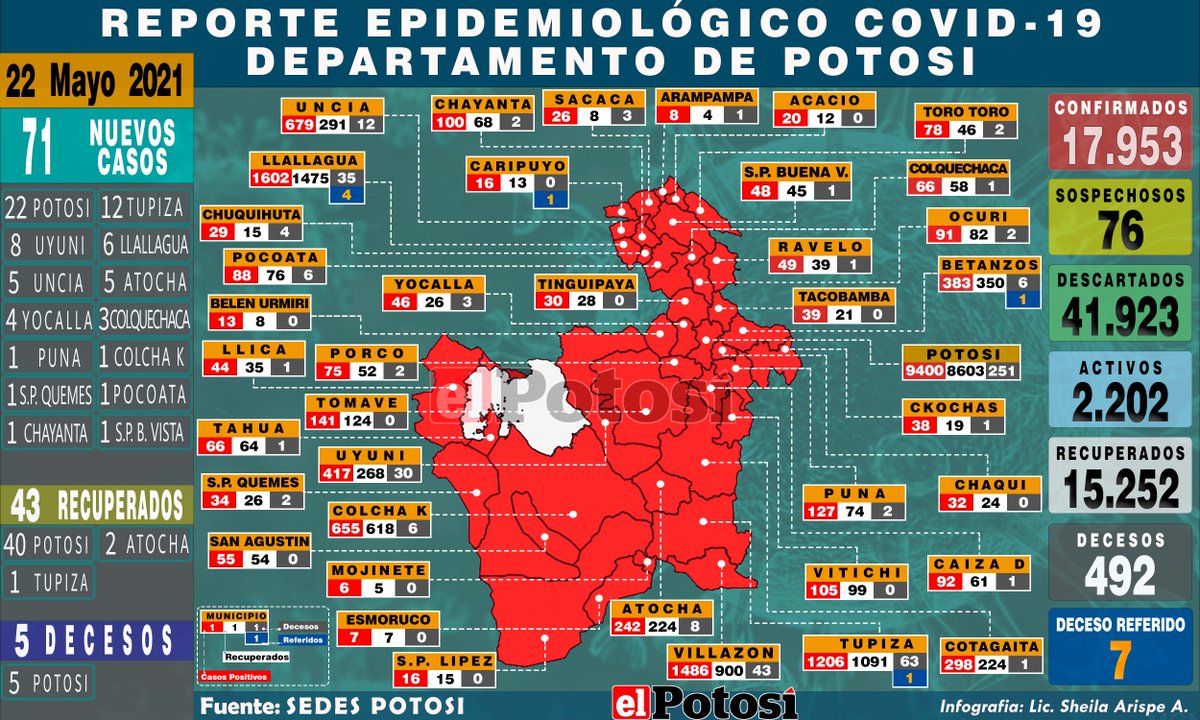 REPORTE EPIDEMIOLÓGICO COVID-19
DEPARTAMENTO DE POTOSI
22 Mayo 2021
71 NUEVOS CASOS
22 POTOSI 12 TUPIZA
8 UYUNI 6 LLALLAGUA
5 UNCIA 5 ATOCHA
4 YOCALLA 3 COLQUECHACA
1 PUNA 1 COLCHA K
1 S.P. QUEMES 1 POCOATA
1 CHAYANTA 1 S.P.B. VISTA
43 RECUPERADOS
40 POTOSI 2 ATOCHA
1 TUPIZA
5 DECESOS
5 POTOSI
UNCIA
679 291 12
CHAYANTA
100 68 2
SACACA
26 8 3
ARAMPAMPA
8 4 1
ACACIO
20 12 0
TORO TORO
78 46 2
LLALLAGUA
1602 1475 35
4
CARIPUYO
16 13 0
1
S.P. BUENA V.
48 45 1
COLQUECHACA
66 58 1
CHUQUIHUTA
29 15 4
OCURI
91 82 2
POCOATA
88 76 6
RAVELO
49 39 1
YOCALLA
46 26 3
TINGUIPAYA
30 28 0
BETANZOS
383 350 6
1
BELEN URMIRI
13 8 0
TACOBAMBA
39 21 0
LLICA
44 35 1
PORCO
75 52 2
POTOSI
9400 8603 251
TOMAVE
141 124 0
CKOCHAS
38 19 1
TAHUA
66 64 1
UYUNI
417 268 30
S.P. QUEMES
34 26 2
COLCHA K
655 618 6
PUNA
127 74 2
CHAQUI
32 24 0
SAN AGUSTIN
55 54 0
MOJINETE
6 5 0
VITICHI
105 99 0
CAIZA D
92 61 1
ESMORUCO
7 7 0
ATOCHA
242 224 8
S.P. LIPEZ
16 15 0
VILLAZON
1486 900 43
TUPIZA
1206 1091 63
1
COTAGAITA
298 224 1
MUNICIPIO
1 1 1
1
Decesos
Referidos
Recuperados
Casos Positivos
el Potosí
CONFIRMADOS
17.953
SOSPECHOSOS
76
DESCARTADOS
41.923
ACTIVOS
2.202
RECUPERADOS
15.252
DECESOS
492
DECESO REFERIDO
7
Fuente: SEDES POTOSI
el Potosí
Infografia: Lic. Sheila Arispe A.